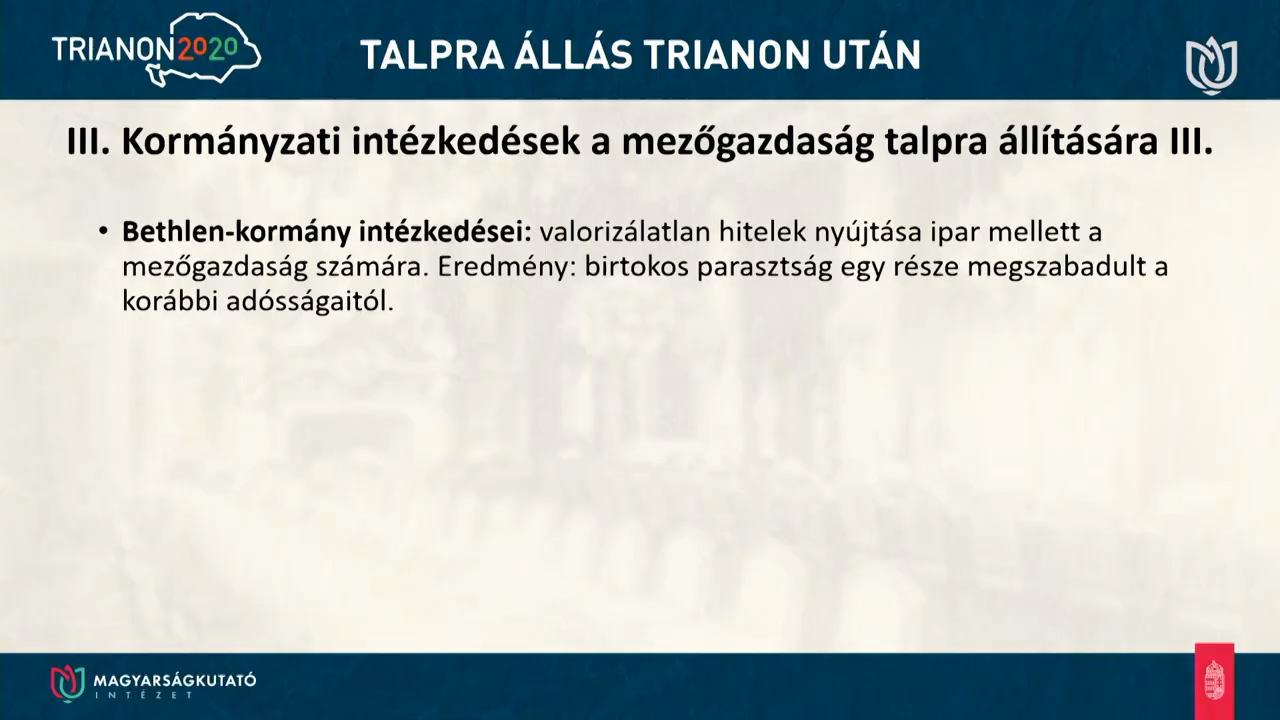 TRIANON2020
TALPRA ÁLLÁS TRIANON UTÁN
III. Kormányzati intézkedések a mezőgazdaság talpra állítására III.
• Bethlen-kormány intézkedései: valorizálatlan hitelek nyújtása ipar mellett a
mezőgazdaság számára. Eredmény: birtokos parasztság egy része megszabadult a
korábbi adósságaitól.
MAGYARSÁGKUTATÓ
INTÉZET